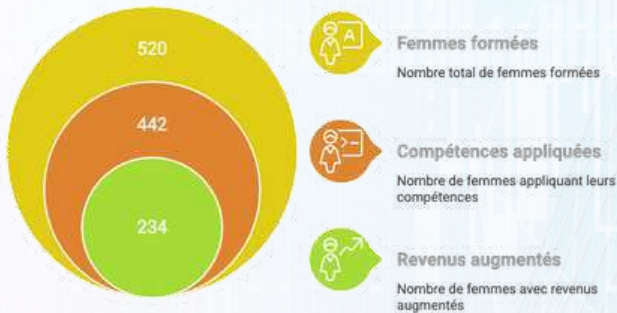 520
442
234
A
Femmes formées
Nombre total de femmes formées
Compétences appliquées
Nombre de femmes appliquant leurs
compétences
Revenus augmentés
Nombre de femmes avec revenus
augmentés